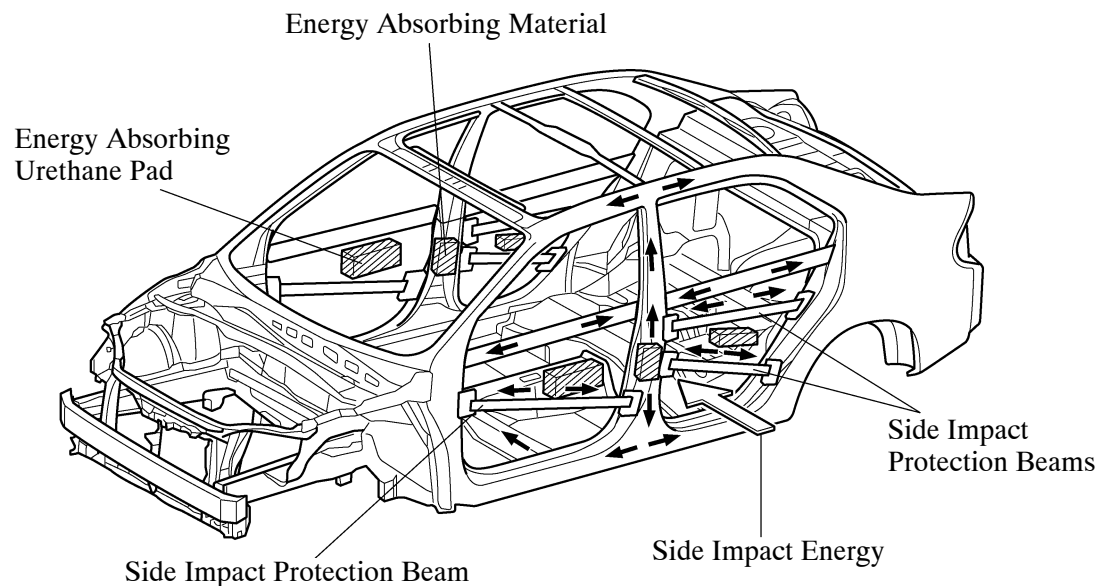 Energy Absorbing Material
Energy Absorbing
Urethane Pad
Side Impact
Protection Beams
Side Impact Energy
Side Impact Protection Beam